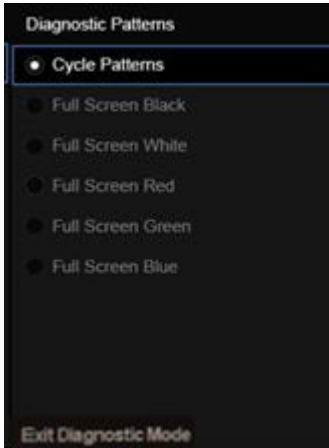 Diagnostic Patterns
Cycle Patterns
Full Screen Black
Full Screen White
Full Screen Red
Full Screen Green
Full Screen Blue
Exit Diagnostic Mode